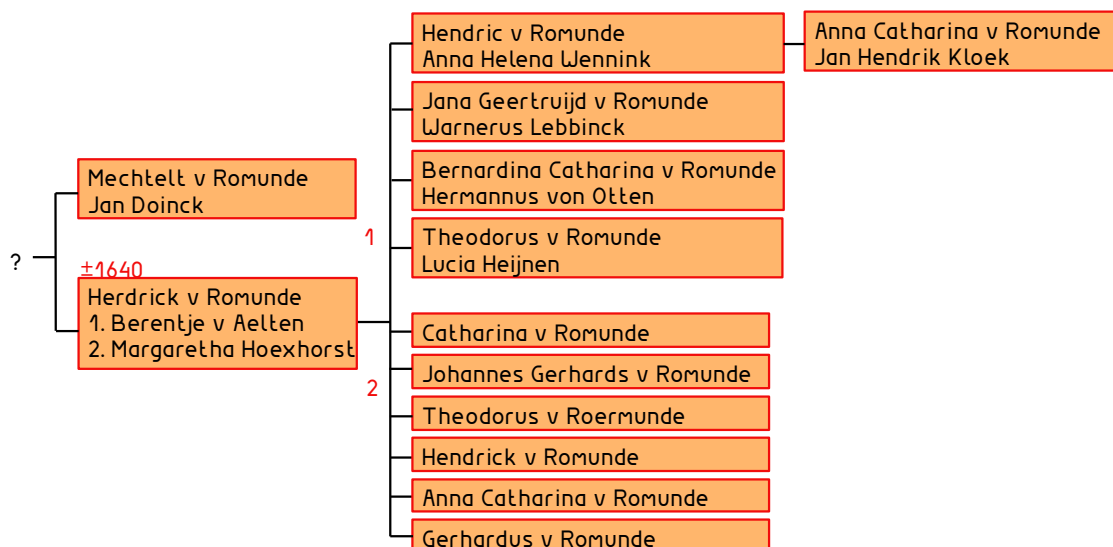 Hendric v Romunde
Anna Helena Wennink
Anna Catharina v Romunde
Jan Hendrik Kloek
Jana Geertruijd v Romunde
Warnerus Lebbinck
Bernardina Catharina v Romunde
Hermannus von Otten
Mechtelt v Romunde
Jan Doinck
1
Theodorus v Romunde
Lucia Heijnen
?
±1640
Herdrick v Romunde
1. Berentje v Aelten
2. Margaretha Hoexhorst
2
Catharina v Romunde
Johannes Gerhards v Romunde
Theodorus v Roermunde
Hendrick v Romunde
Anna Catharina v Romunde
Gerhardus v Romunde